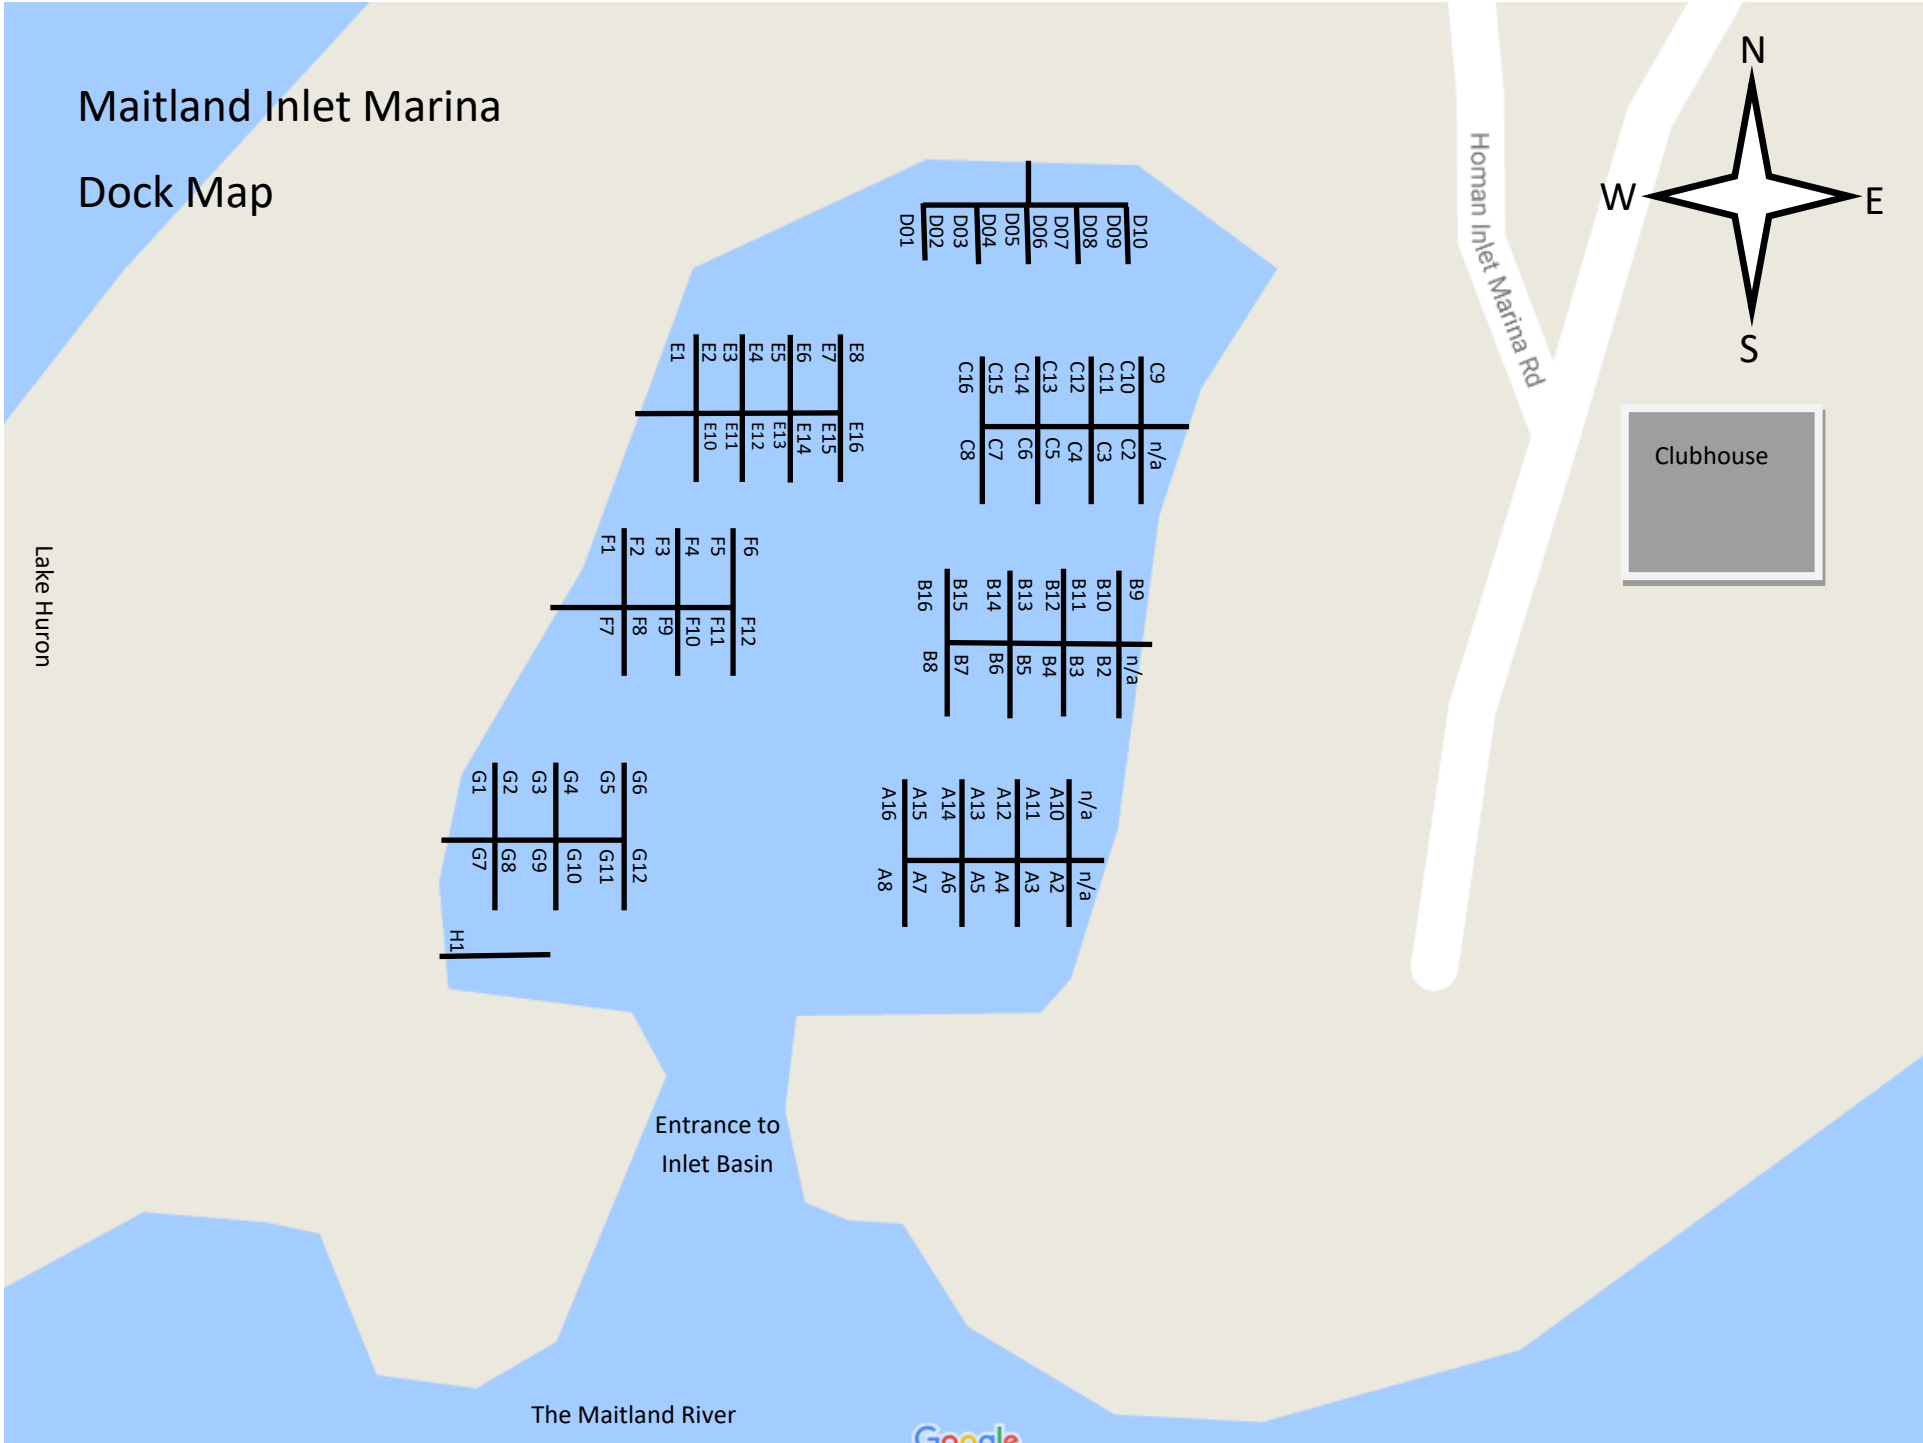 Maitland Inlet Marina
Dock Map
N
W
E
S
Homan Inlet Marina Rd
Clubhouse
Lake Huron
D01
D02
D03
D04
D05
D06
D07
D08
D09
D10
E1
E2
E3
E4
E5
E6
E7
E8
E10
E11
E12
E13
E14
E15
E16
C16
C15
C14
C13
C12
C11
C10
C9
C8
C7
C6
C5
C4
C3
C2
n/a
F1
F2
F3
F4
F5
F6
F7
F8
F9
F10
F11
F12
B16
B15
B14
B13
B12
B11
B10
B9
B8
B7
B6
B5
B4
B3
B2
n/a
G1
G2
G3
G4
G5
G6
G7
G8
G9
G10
G11
G12
A16
A15
A14
A13
A12
A11
A10
n/a
A8
A7
A6
A5
A4
A3
A2
n/a
H1
Entrance to
Inlet Basin
The Maitland River
Google